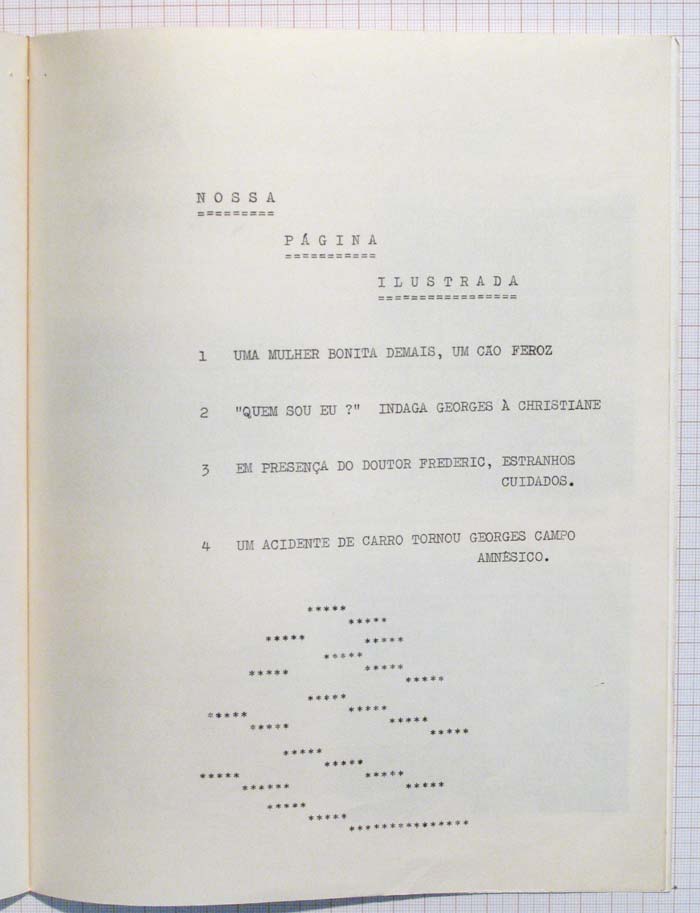 N O S S A
=========
P Á G I N A
===========
I L U S T R A D A
=================
1 UMA MULHER BONITA DEMAIS, UM CÃO FEROZ
2 "QUEM SOU EU ?" INDAGA GEORGES À CHRISTIANE
3 EM PRESENÇA DO DOUTOR FREDERIC, ESTRANHOS
CUIDADOS.
4 UM ACIDENTE DE CARRO TORNOU GEORGES CAMPO
AMNÉSICO.
*****
*****
***** *****
*****
***** *****
*****
*****
***** *****
***** *****
*****
*****
*****
***** *****
****** *****
*****
*****
***************